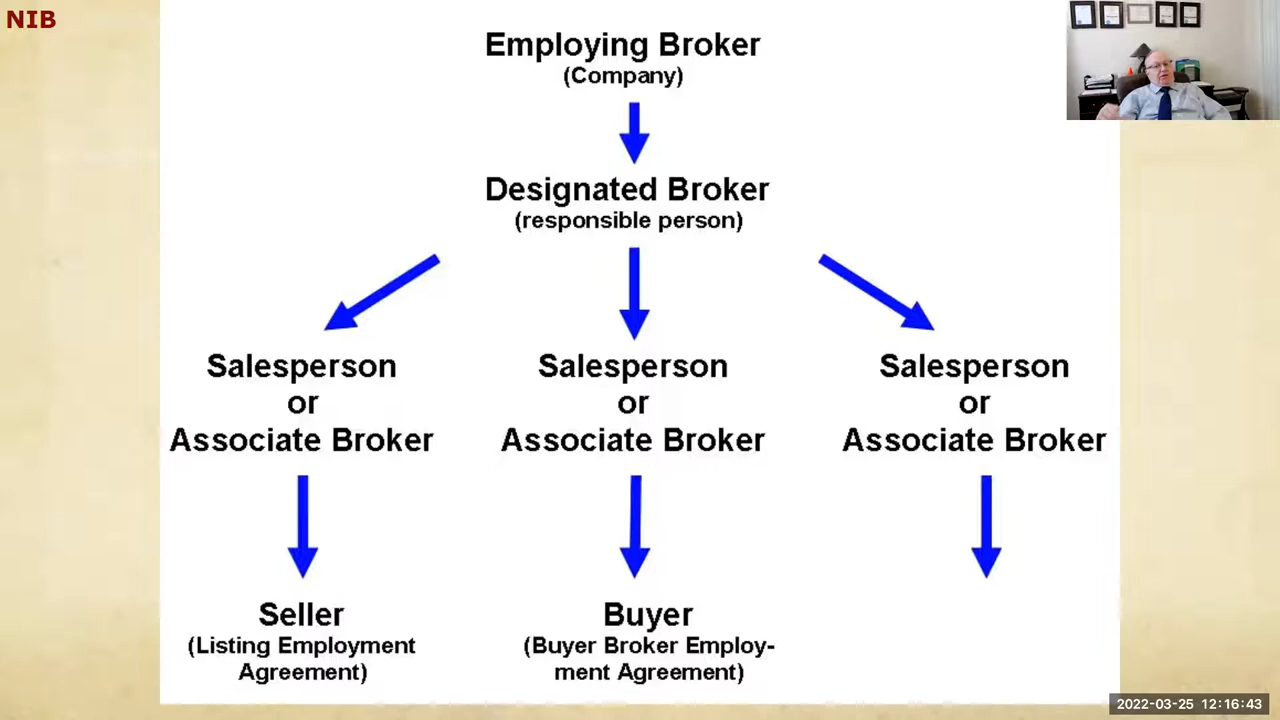 NIB
Employing Broker
(Company)
Designated Broker
(responsible person)
Salesperson
or
Associate Broker
Salesperson
or
Associate Broker
Salesperson
or
Associate Broker
Seller
(Listing Employment
Agreement)
Buyer
(Buyer Broker Employ-
ment Agreement)
2022-03-25 12:16:43